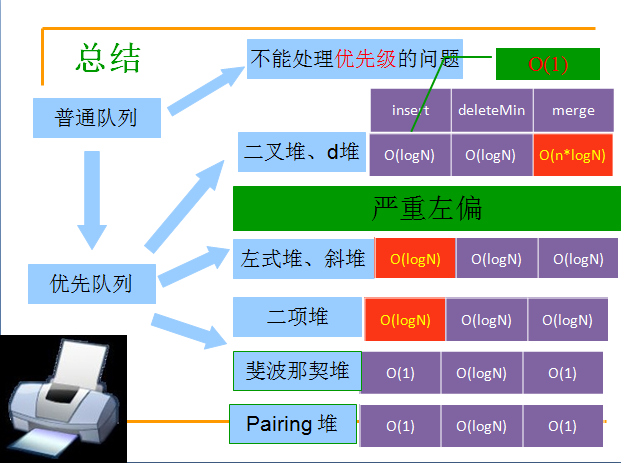 总结
不能处理优先级的问题
O(1)
普通队列
insert deleteMin merge
二叉堆、d堆 O(logN) O(logN) O(n*logN)
严重左偏
左式堆、斜堆 O(logN) O(logN) O(logN)
优先队列
二项堆 O(logN) O(logN) O(logN)
斐波那契堆 O(1) O(logN) O(1)
Pairing 堆 O(1) O(logN) O(1)